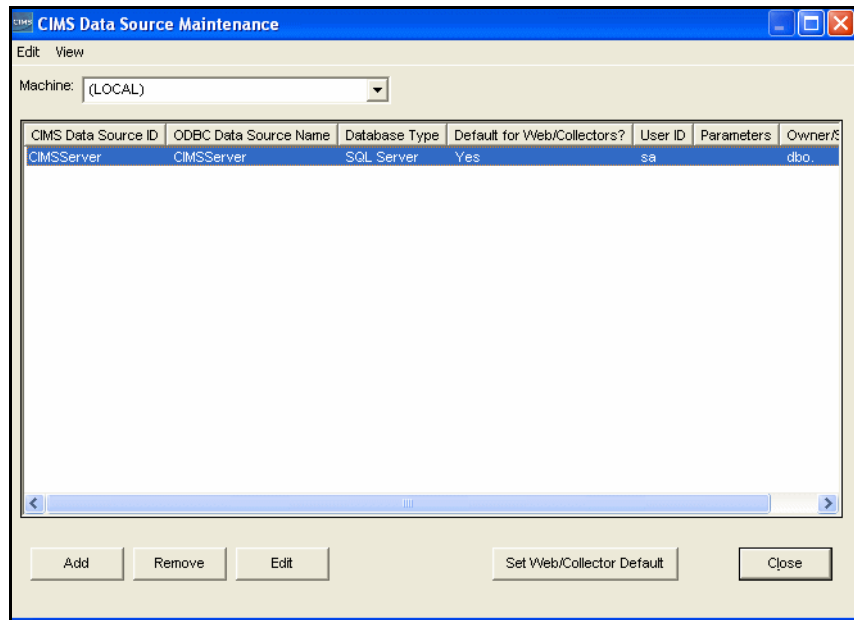 CIMS CIMS Data Source Maintenance
Edit View
Machine: (LOCAL)
CIMS Data Source ID ODBC Data Source Name Database Type Default for Web/Collectors? User ID Parameters Owner/S
CIMSServer CIMSServer SQL Server Yes sa dbo.
Add Remove Edit Set Web/Collector Default Close